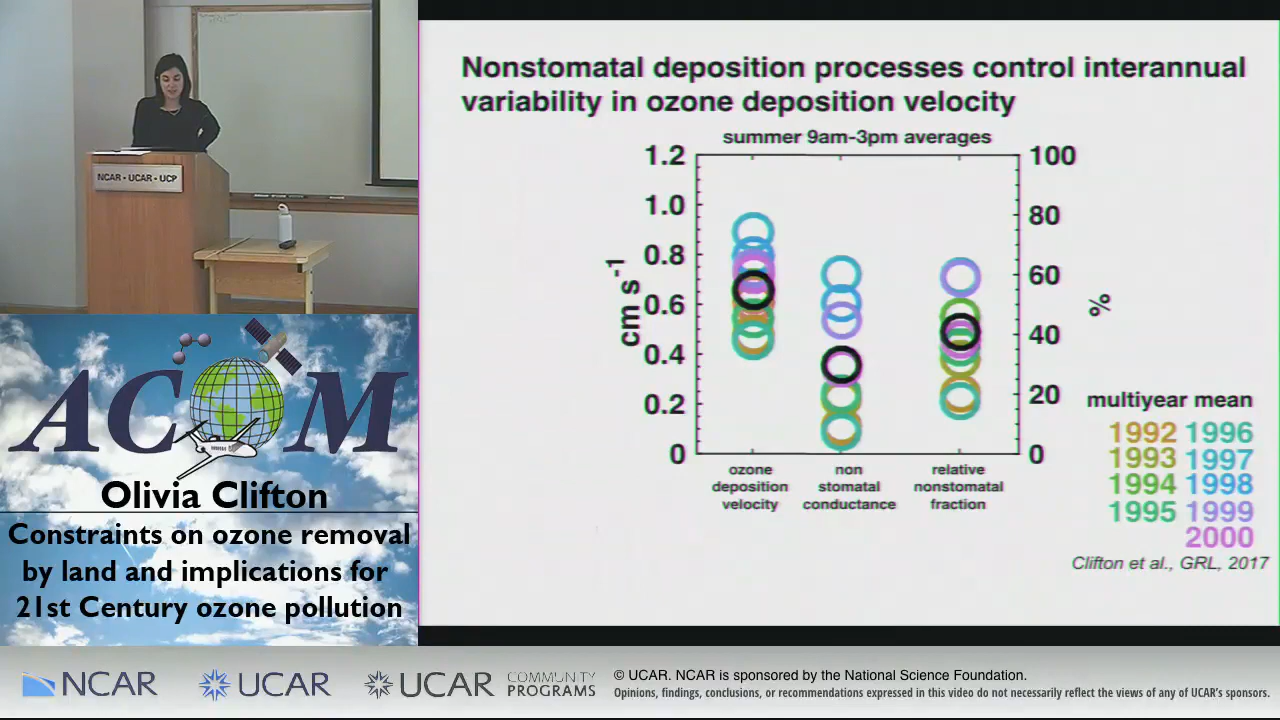 NCAR - UCAR - UCP
ACOM
Olivia Clifton
Constraints on ozone removal
by land and implications for
21st Century ozone pollution
Nonstomatal deposition processes control interannual
variability in ozone deposition velocity
summer 9am-3pm averages
1.2
1.0
0.8
0.6
0.4
0.2
0
cm s-1
100
80
60
40
20
0
%
ozone
deposition
velocity
non
stomatal
conductance
relative
nonstomatal
fraction
multiyear mean
1992 1996
1993 1997
1994 1998
1995 1999
2000
Clifton et al., GRL, 2017
NCAR
UCAR
UCAR
COMMUNITY
PROGRAMS
© UCAR. NCAR is sponsored by the National Science Foundation.
Opinions, findings, conclusions, or recommendations expressed in this video do not necessarily reflect the views of any of UCAR's sponsors.